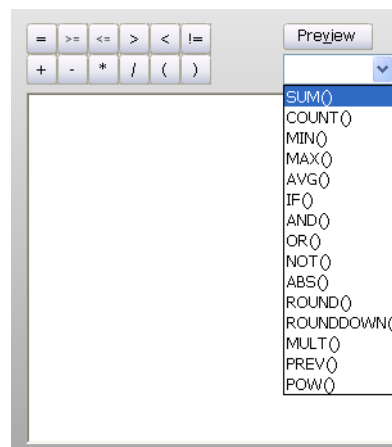 = >= <= > < !=
Preview
+ - * / ( )
SUM()
COUNT()
MIN()
MAX()
AVG()
IF()
AND()
OR()
NOT()
ABS()
ROUND()
ROUNDDOWN(
MULT()
PREV()
POW()